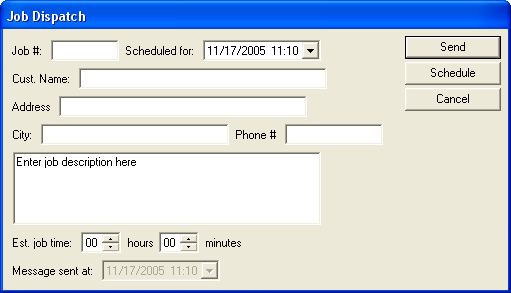 Job Dispatch
Job #: Scheduled for: 11/17/2005 11:10 Send
Cust. Name: Schedule
Address Cancel
City: Phone #
Enter job description here
Est. job time: 00 hours 00 minutes
Message sent at: 11/17/2005 11:10